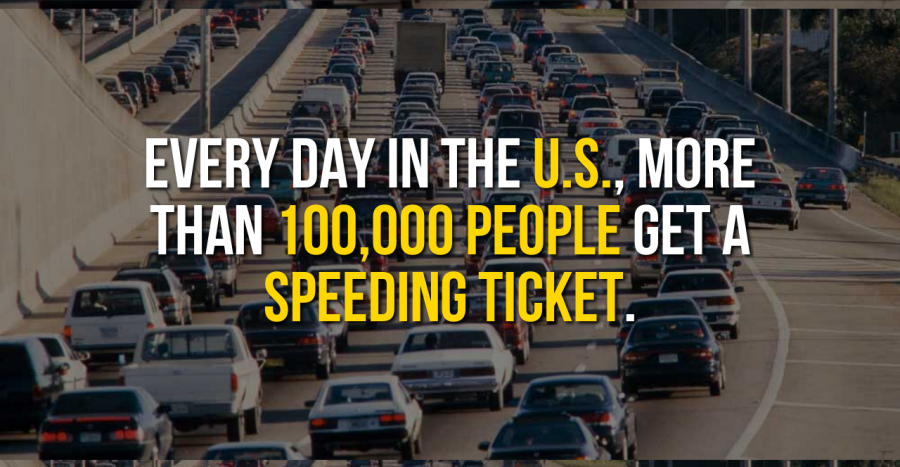 EVERY DAY IN THE U.S., MORE
THAN 100,000 PEOPLE GET A
SPEEDING TICKET.